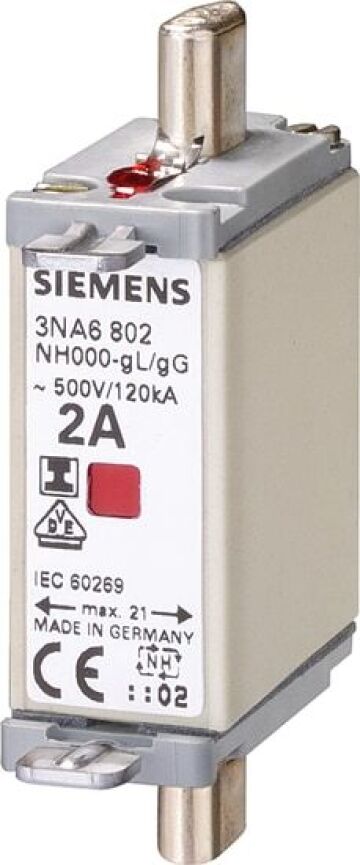 SIEMENS
3NA6 802
NH000-gL/gG
~ 500V/120kA
2A
VDE
IEC 60269
max. 21
MADE IN GERMANY
CE NH
::02